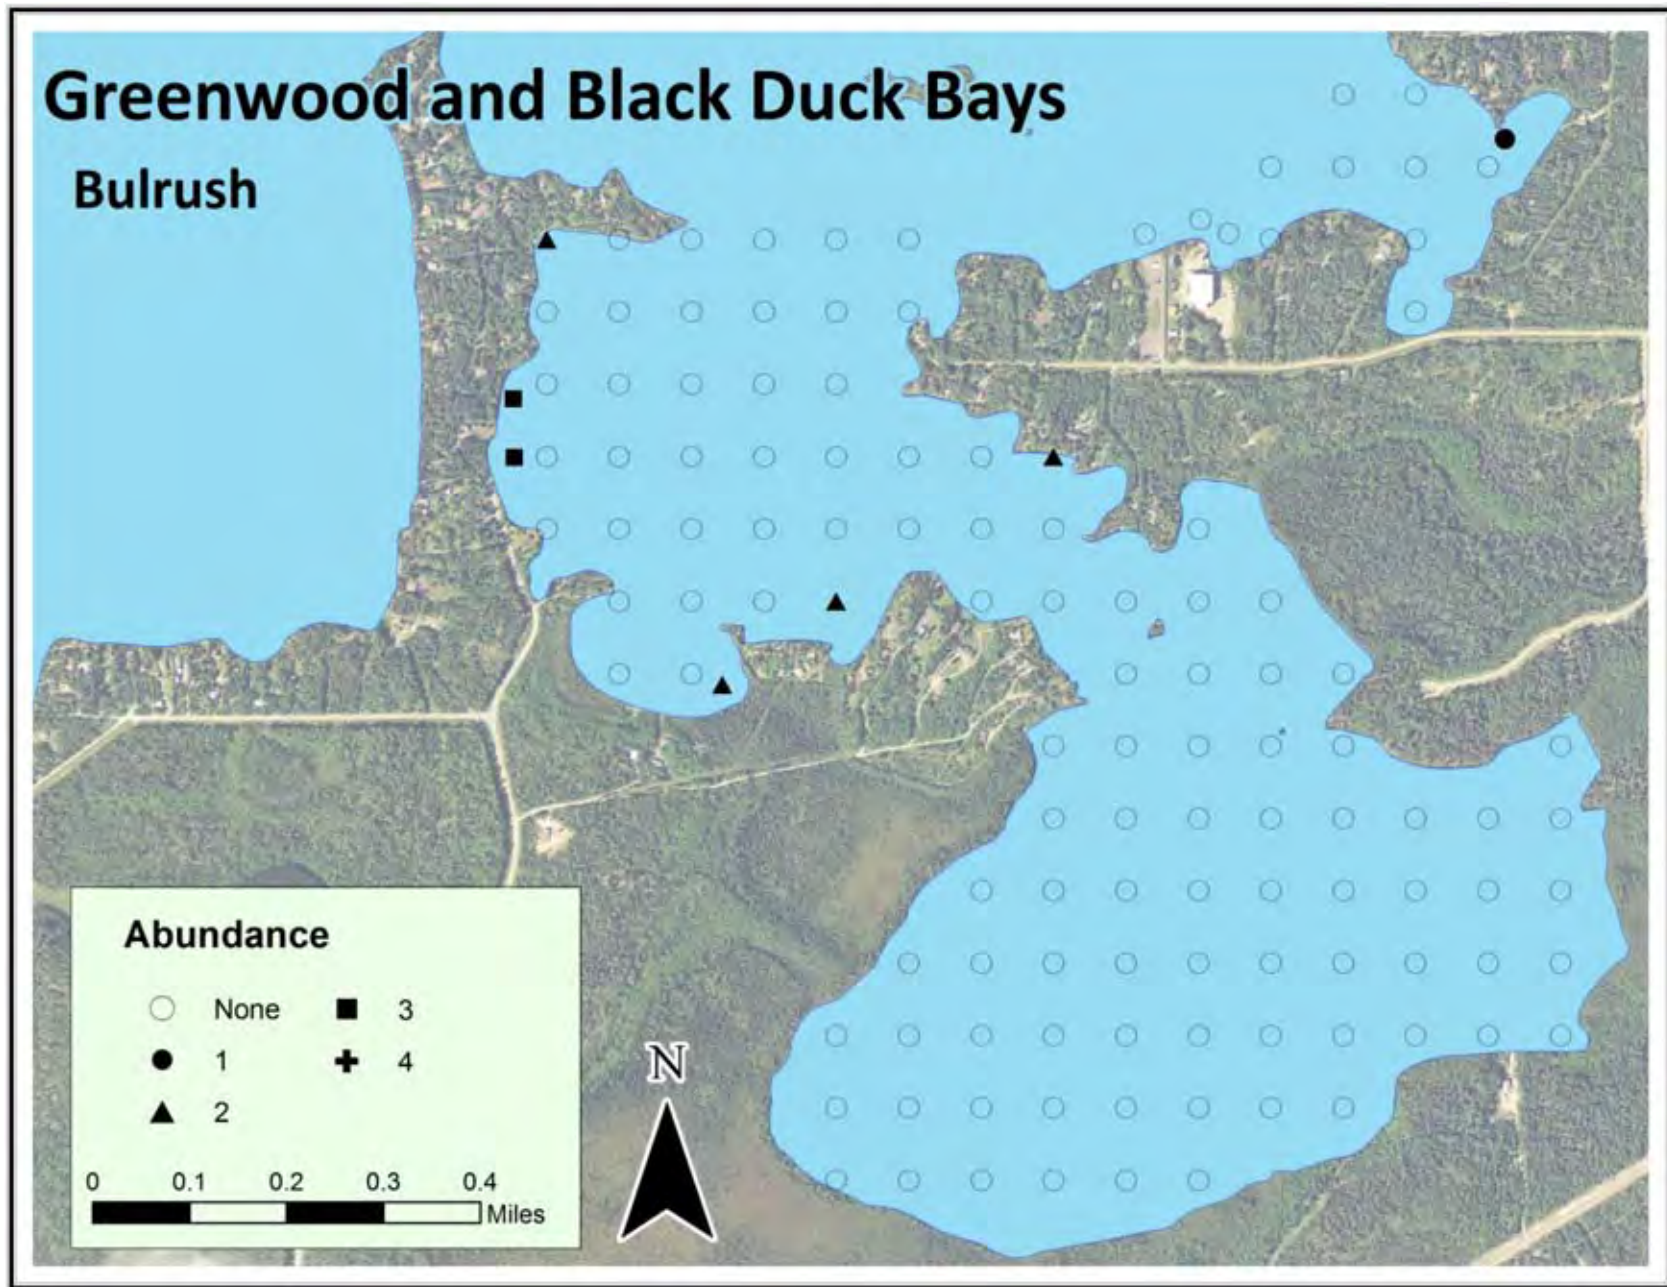 Greenwood and Black Duck Bays
Bulrush
Abundance
None 3
1 4
2
0 0.1 0.2 0.3 0.4
Miles
N